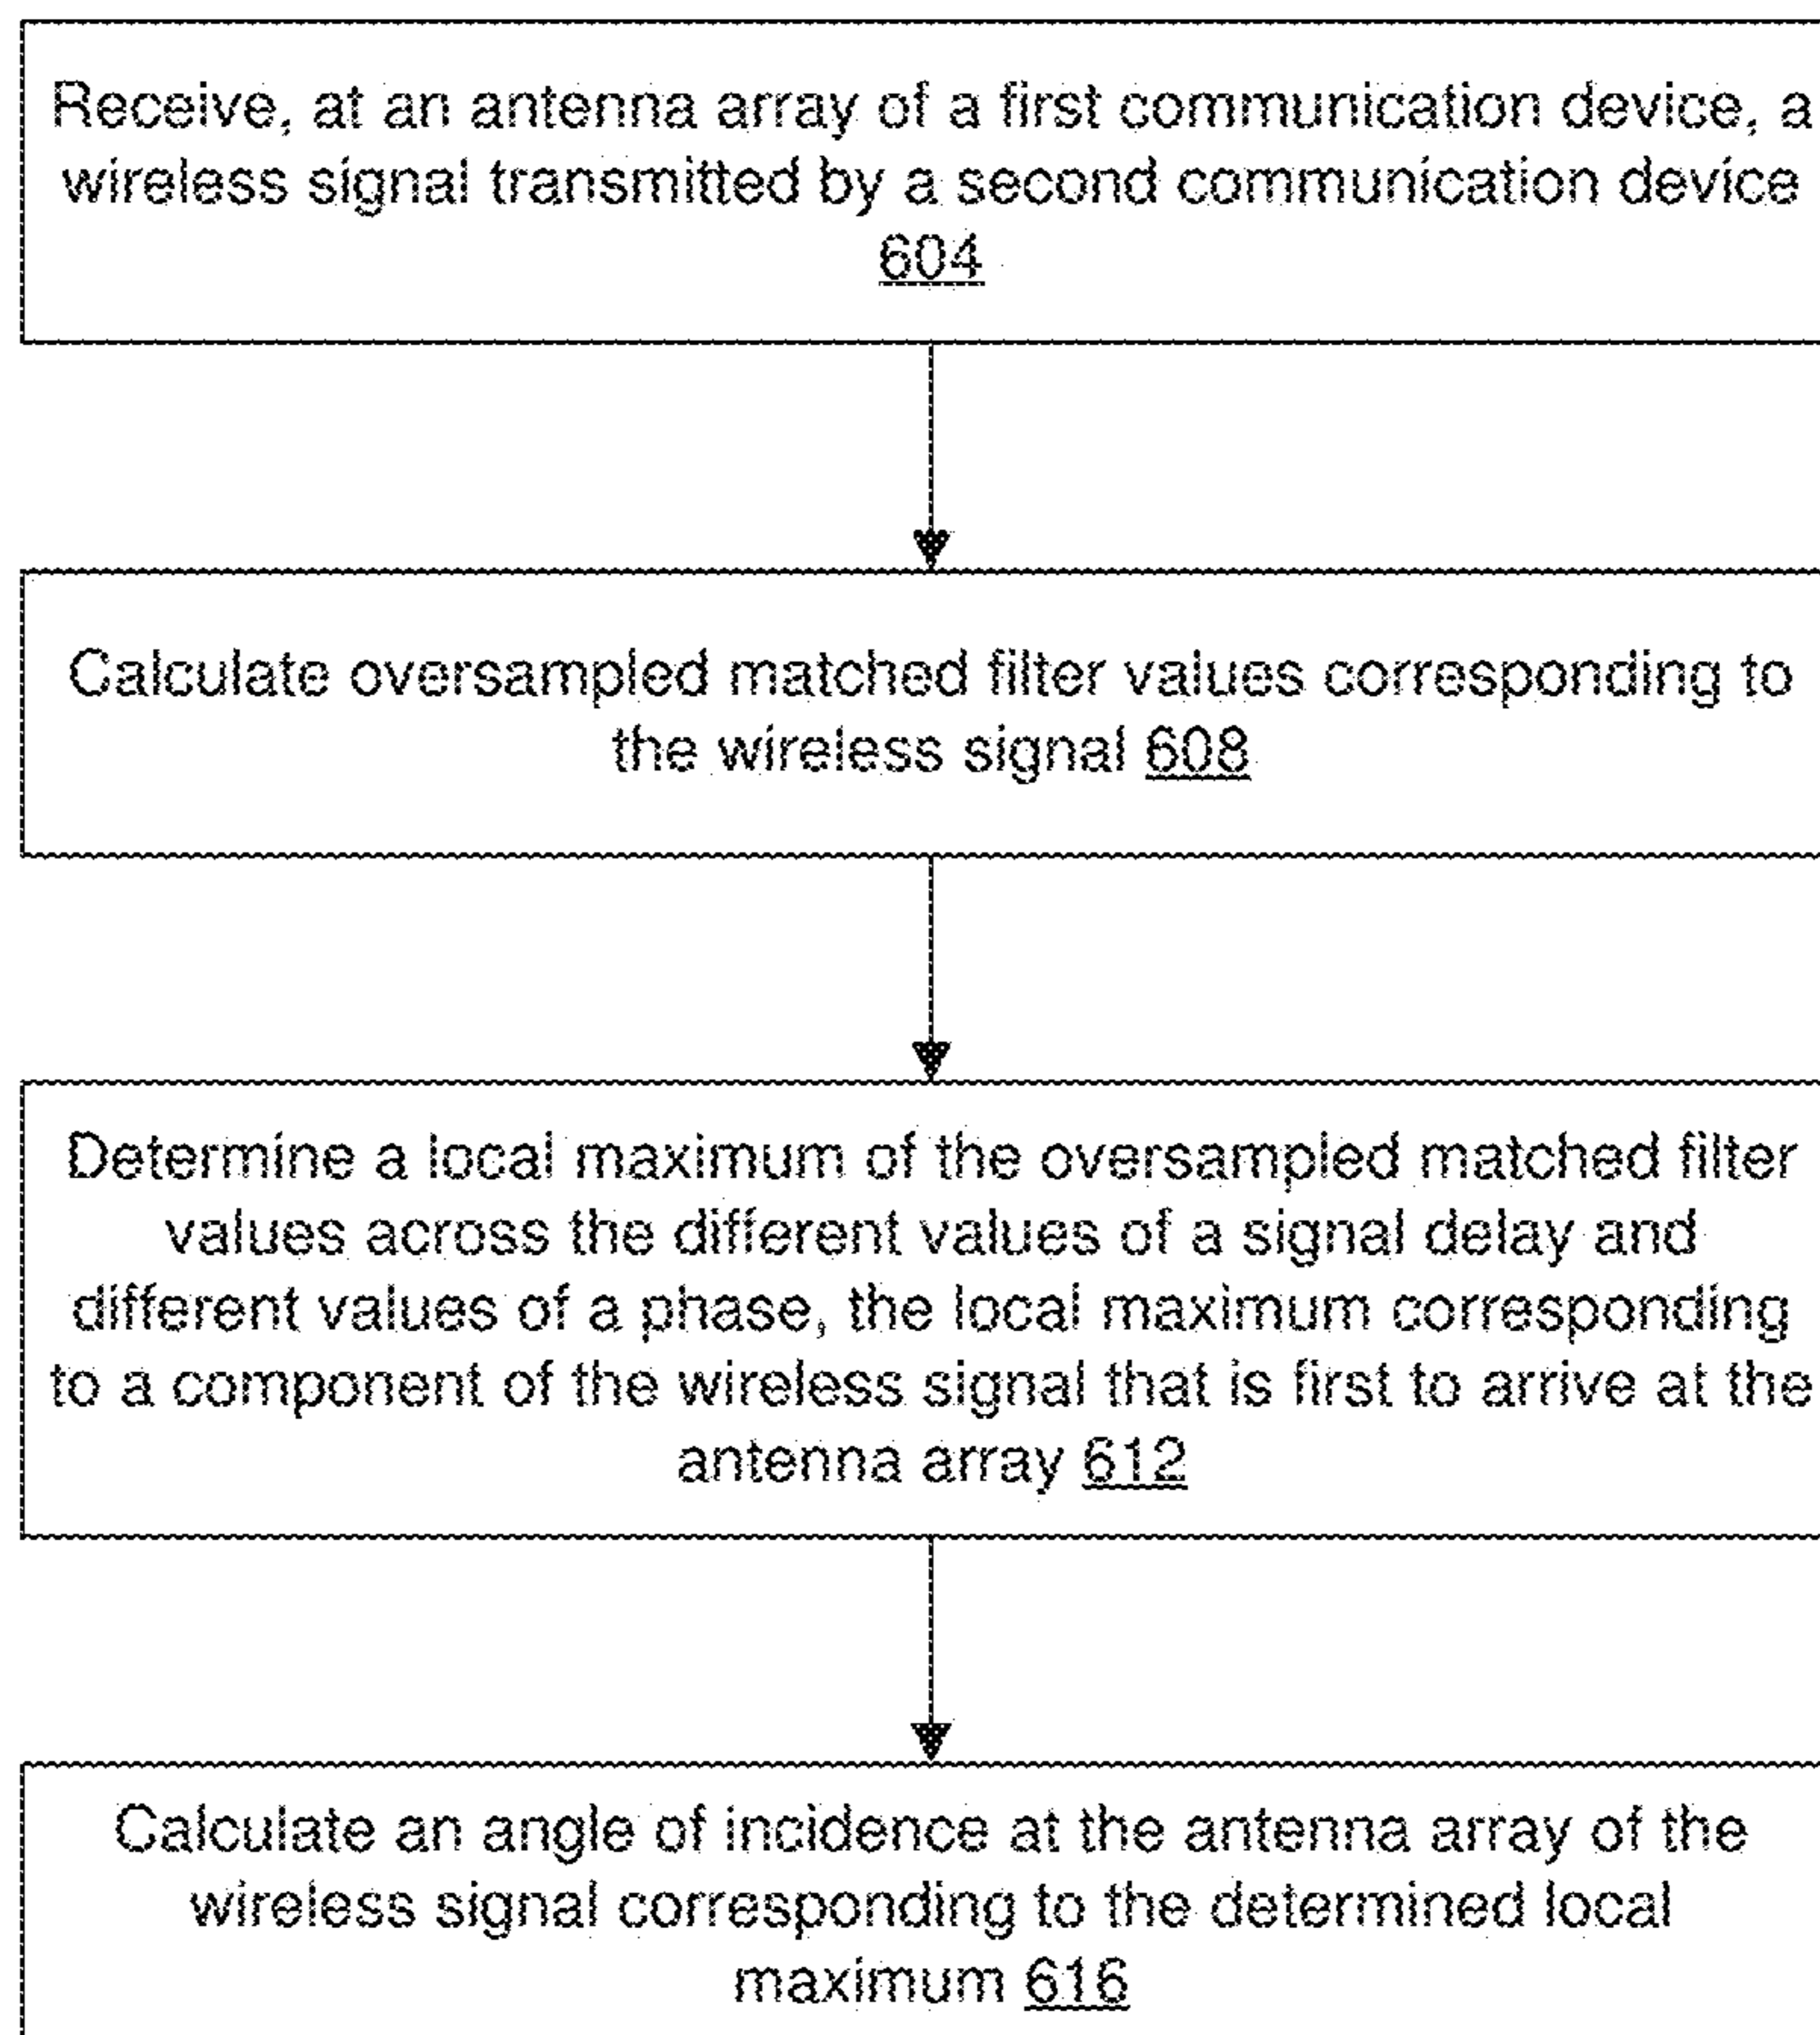 Receive, at an antenna array of a first communication device, a
wireless signal transmitted by a second communication device
604
Calculate oversampled matched filter values corresponding to
the wireless signal 608
Determine a local maximum of the oversampled matched filter
values across the different values of a signal delay and
different values of a phase, the local maximum corresponding
to a component of the wireless signal that is first to arrive at the
antenna array 612
Calculate an angle of incidence at the antenna array of the
wireless signal corresponding to the determined local
maximum 616